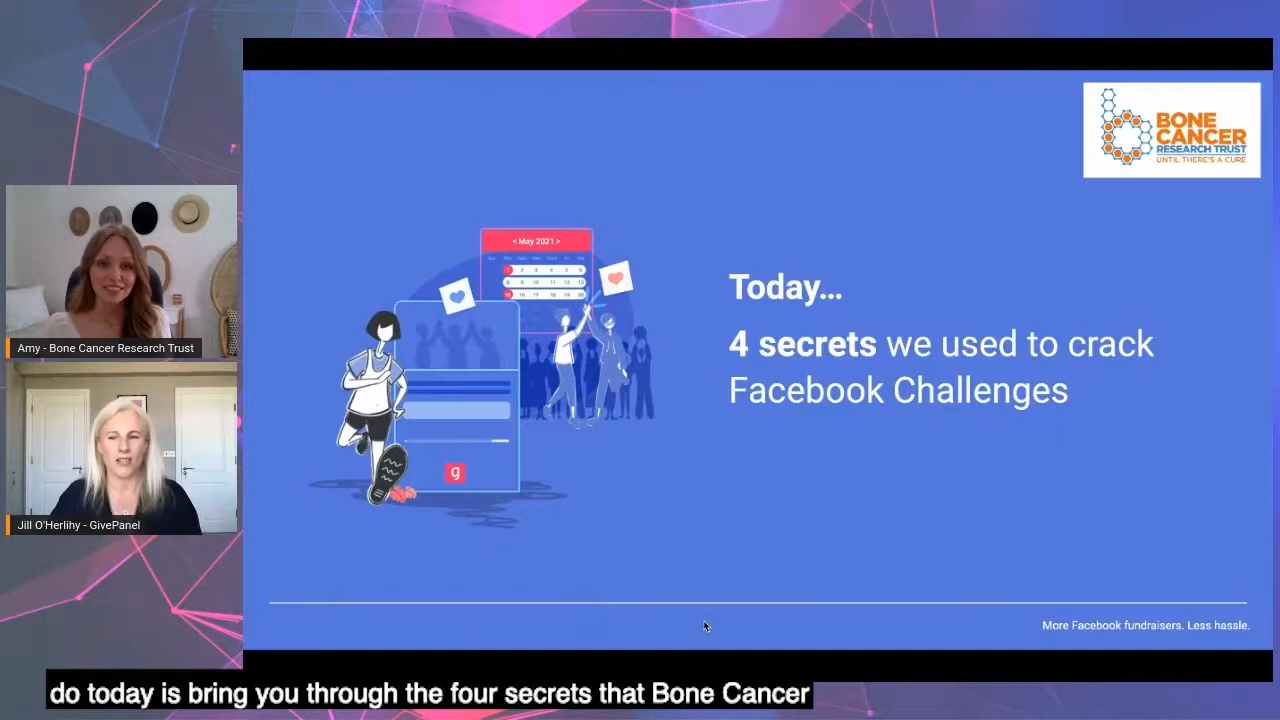 BONE
CANCER
RESEARCH TRUST
UNTIL THERE'S A CURE
< May 2021 >
Today...
4 secrets we used to crack
Facebook Challenges
g
Amy - Bone Cancer Research Trust
Jill O'Herlihy - GivePanel
More Facebook fundraisers. Less hassle.
do today is bring you through the four secrets that Bone Cancer